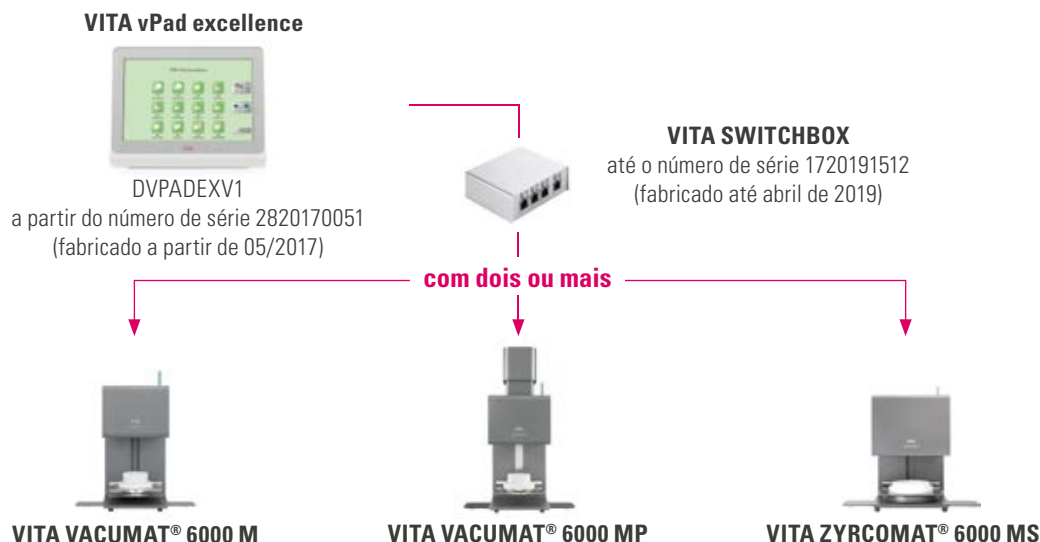 VITA vPad excellence
DVPADEXV1
a partir do número de série 2820170051
(fabricado a partir de 05/2017)
VITA SWITCHBOX
até o número de série 1720191512
(fabricado até abril de 2019)
com dois ou mais
VITA VACUMAT® 6000 M
VITA VACUMAT® 6000 MP
VITA ZYRCOMAT® 6000 MS